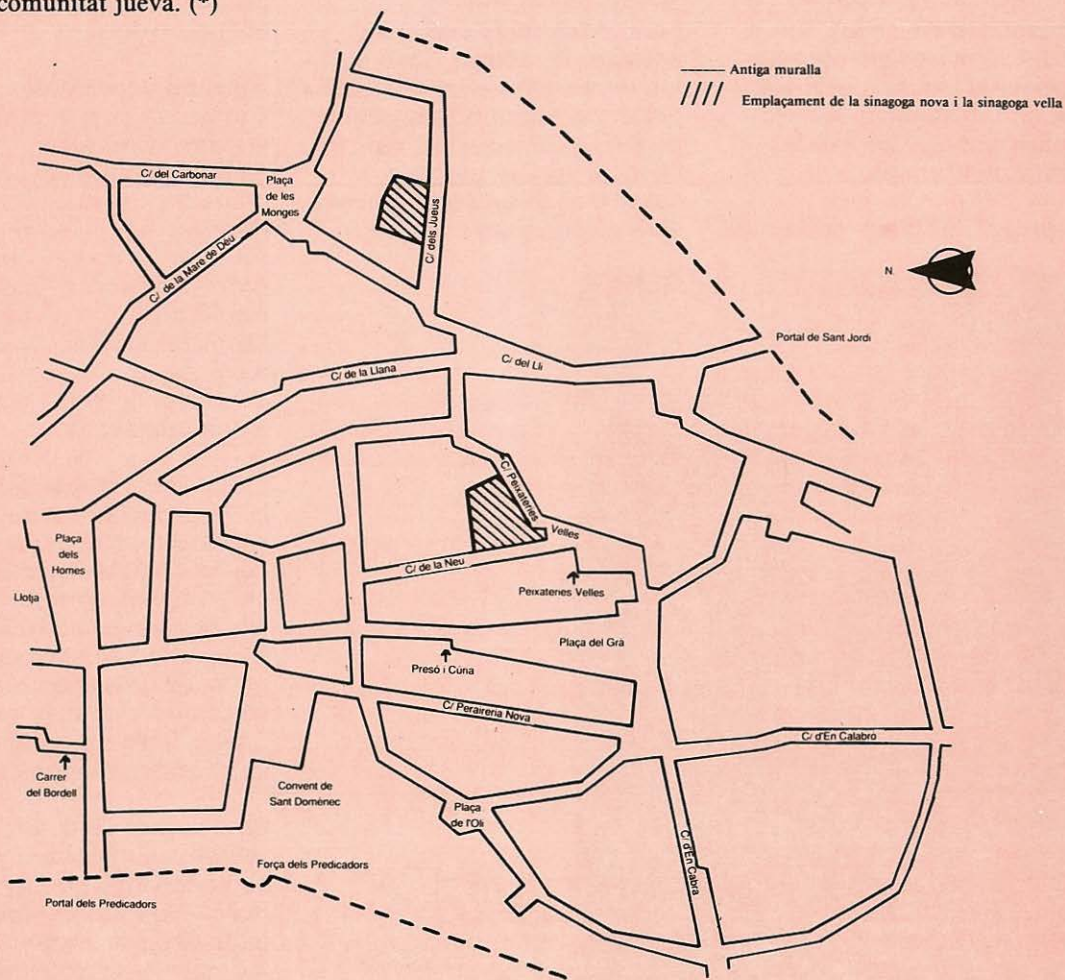 comunitat jueva. (*)
Antiga muralla
Emplaçament de la sinagoga nova i la sinagoga vella
C/ del Carbonar
Plaça
de les
Monges
C/ dels Jueus
C/ de la Mare de Déu
N.
Portal de Sant Jordi
C/ del Lli
C/ de la Llana
C/ Peixateries
Velles
Plaça
dels
Homes
C/ de la Neu
Peixateries Velles
Llotja
Plaça del Grà
Presó i Cúria
C/ Peraireria Nova
C/ d'En Calabró
Carrer
del Bordell
Convent de
Sant Domènec
Plaça
de l'Oli
C/ d'En Cabra
Força dels Predicadors
Portal dels Predicadors